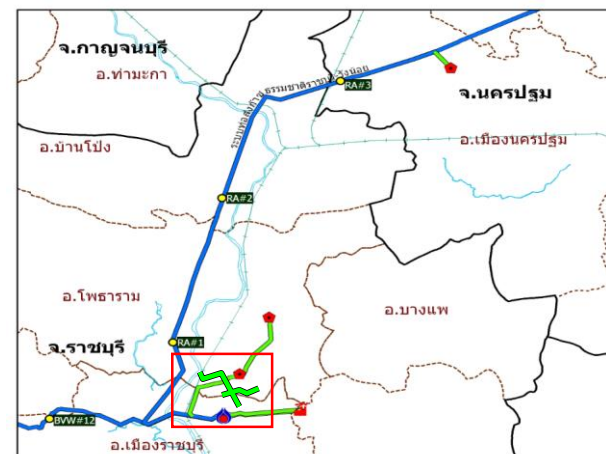 จ.กาญจนบุรี
อ.ท่ามะกา
RA#3
จ.นครปฐม
อ.เมืองนครปฐม
อ.บ้านโป่ง
RA#2
อ.โพธาราม
อ.บางแพ
จ.ราชบุรี
RA#1
BVW#12
อ.เมืองราชบุรี